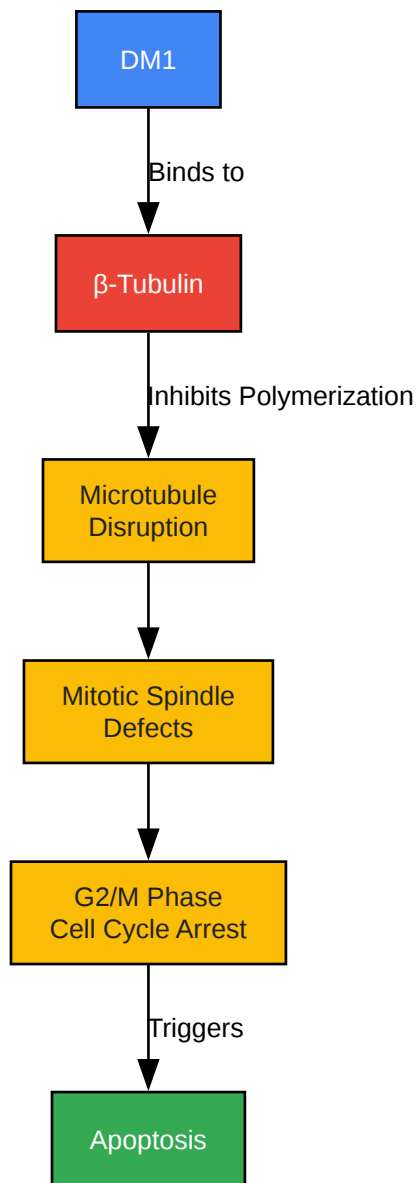 DM1
Binds to
β-Tubulin
Inhibits Polymerization
Microtubule
Disruption
Mitotic Spindle
Defects
G2/M Phase
Cell Cycle Arrest
Triggers
Apoptosis